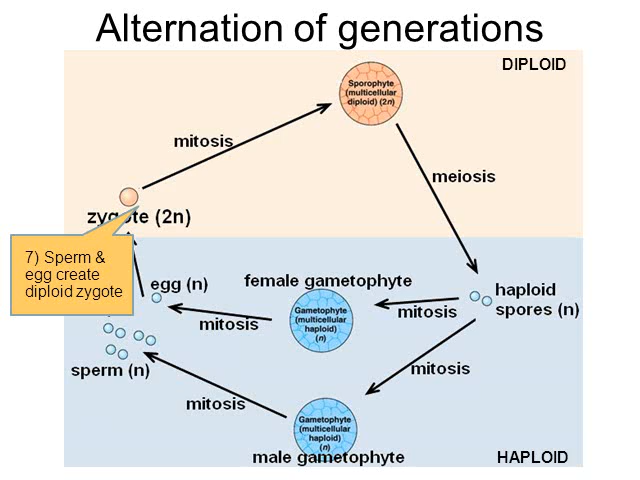 Alternation of generations
DIPLOID
Sporophyte
(multicellular
diploid) (2n)
mitosis
meiosis
zygote (2n)
7) Sperm &
egg create
diploid zygote
egg (n)
female gametophyte
haploid
spores (n)
Gametophyte
(multicellular
haploid)
(n)
mitosis
mitosis
sperm (n)
mitosis
mitosis
Gametophyte
(multicellular
haploid)
(n)
male gametophyte
HAPLOID